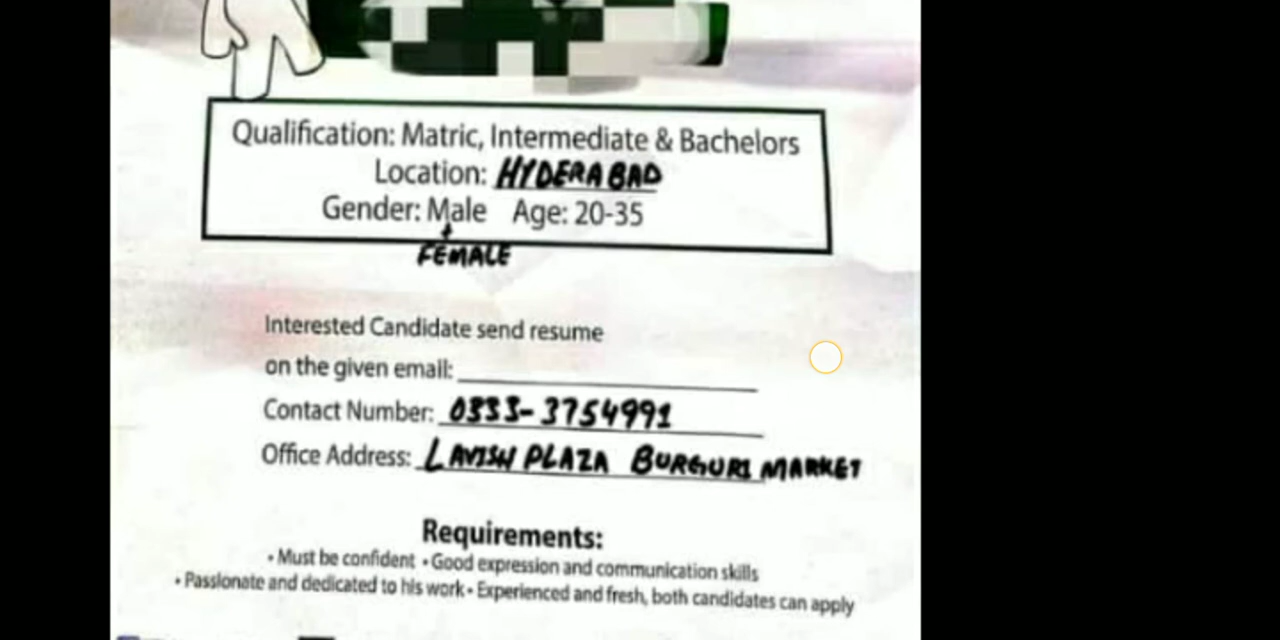 Qualification: Matric, Intermediate & Bachelors
Location: HYDERABAD
Gender: Male Age: 20-35
+
FEMALE
Interested Candidate send resume
on the given email:
Contact Number: 0333-3754991
Office Address: LAVISH PLAZA BURGURI MARKET
Requirements:
• Must be confident • Good expression and communication skills
• Passionate and dedicated to his work • Experienced and fresh, both candidates can apply